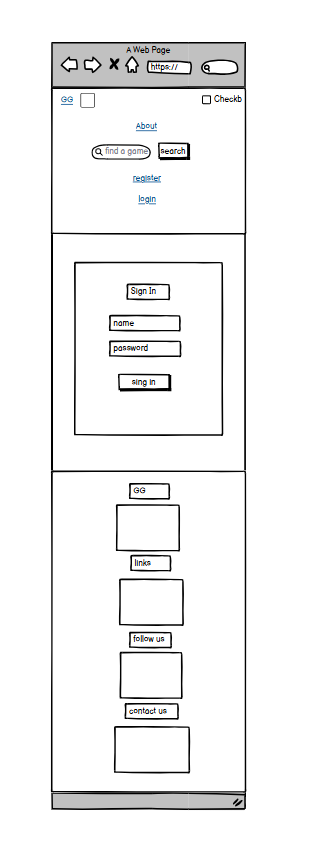 A Web Page
https://
GG
Checkb
About
find a game
search
register
login
Sign In
name
password
sing in
GG
links
follow us
contact us